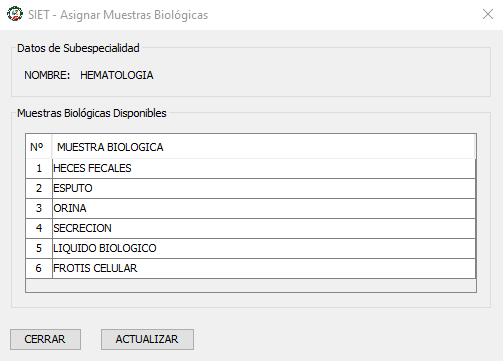 SIET - Asignar Muestras Biológicas
Datos de Subespecialidad
NOMBRE: HEMATOLOGIA
Muestras Biológicas Disponibles
Nº MUESTRA BIOLOGICA
1 HECES FECALES
2 ESPUTO
3 ORINA
4 SECRECION
5 LIQUIDO BIOLOGICO
6 FROTIS CELULAR
CERRAR ACTUALIZAR